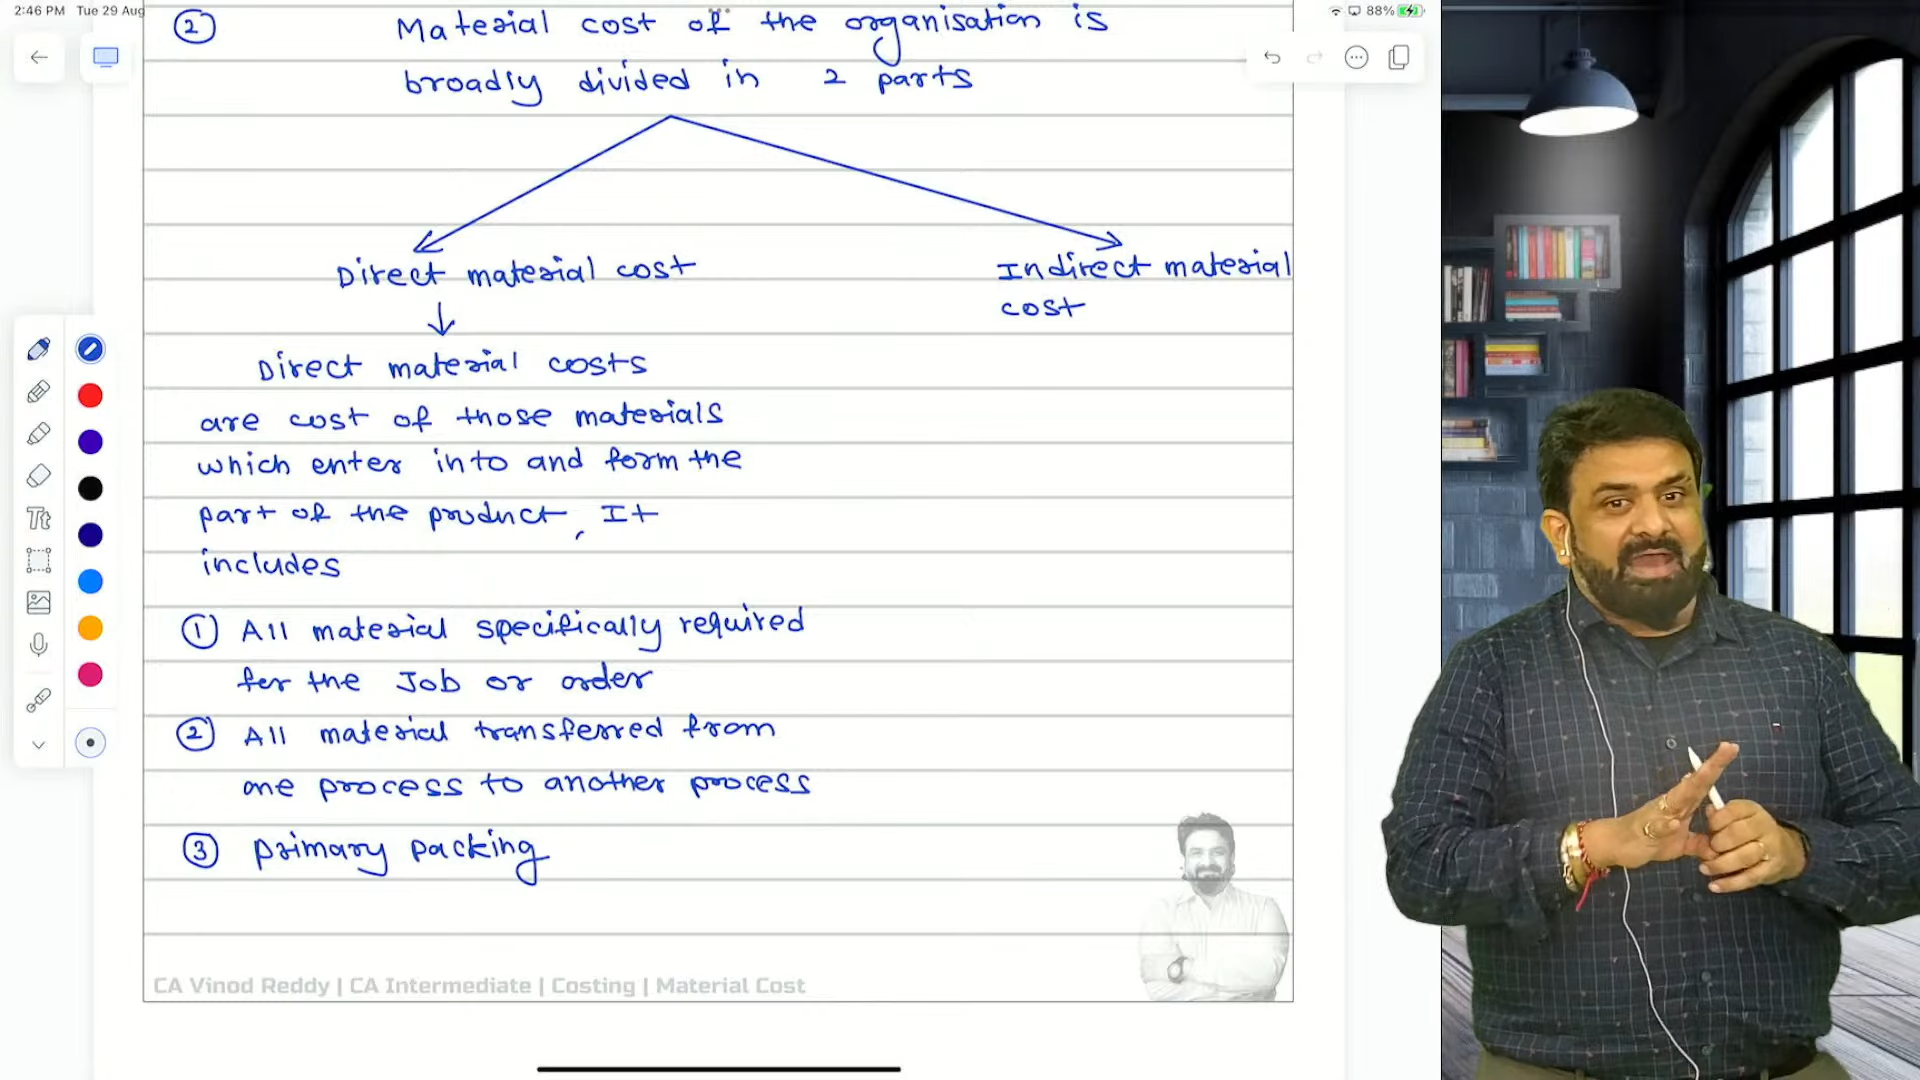 2:46 PM Tue 29 Aug
88%
② Material cost of the organisation is
broadly divided in 2 parts
Direct material cost
Indirect material
cost
Direct material costs
are cost of those materials
which enter into and form the
part of the product, It
includes
① All material specifically required
for the Job or order
② All material transferred from
one process to another process
③ primary packing
Tt
CA Vinod Reddy | CA Intermediate | Costing | Material Cost